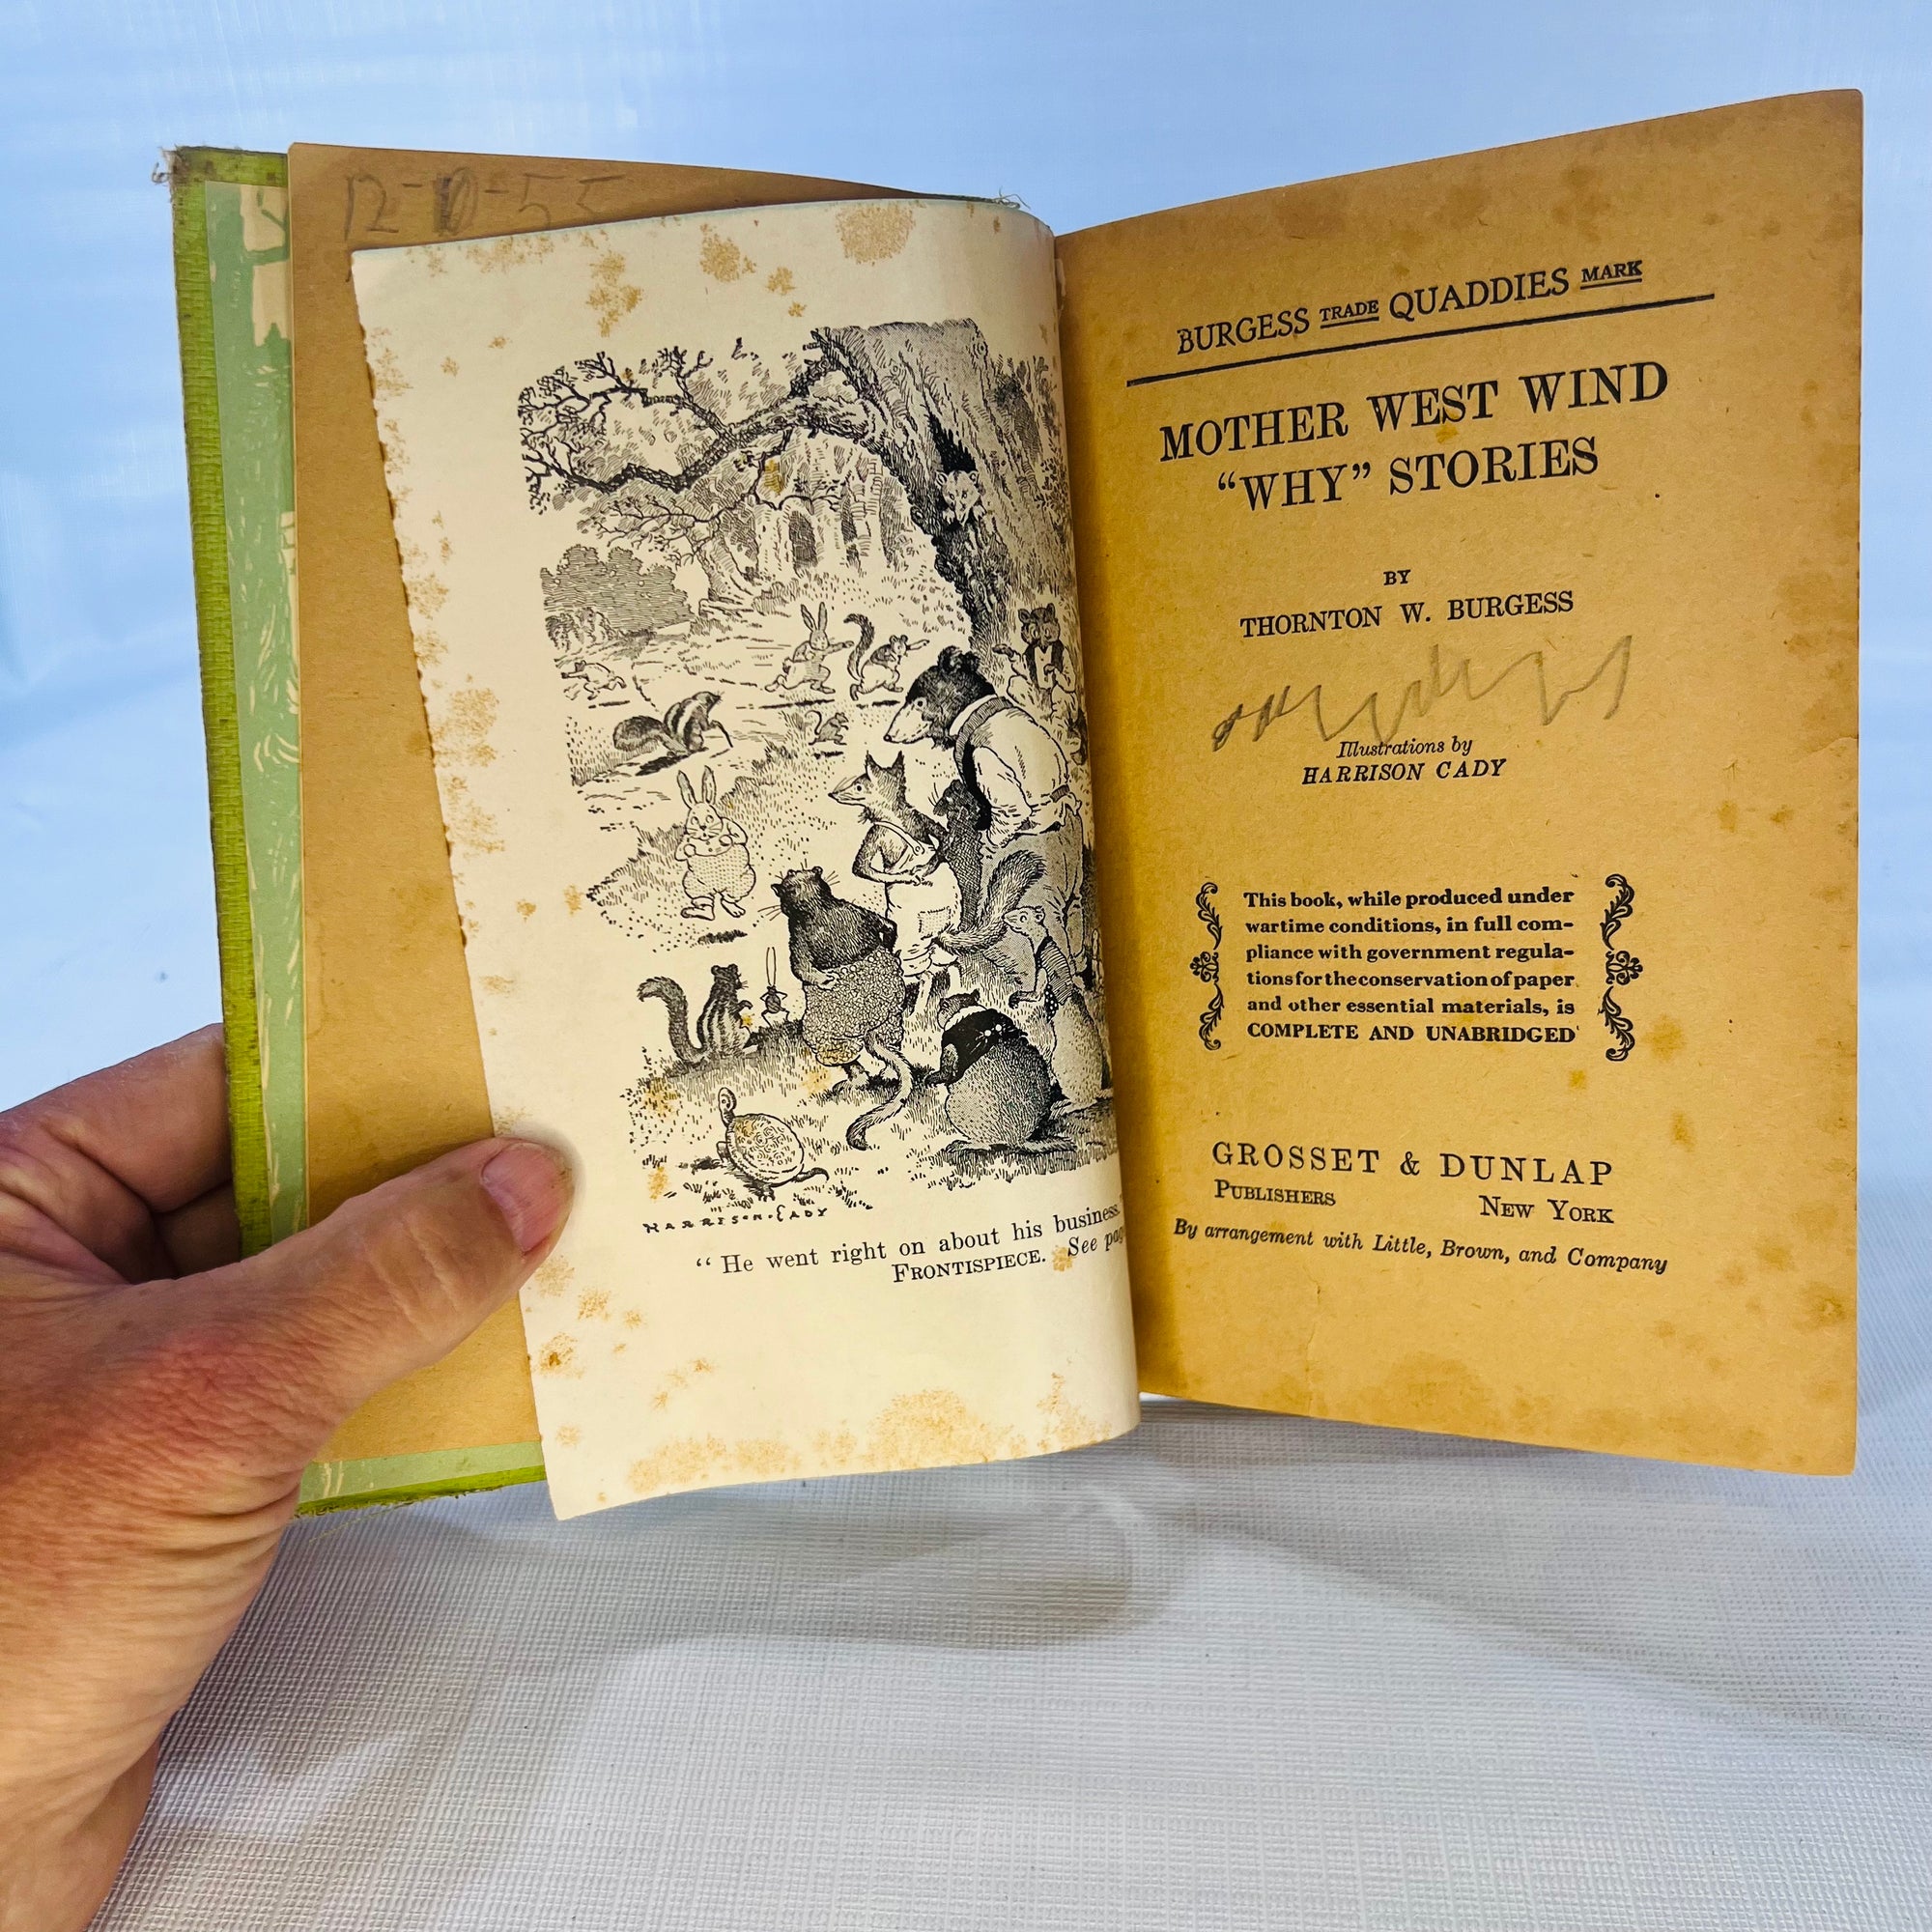 12-10-55
HARRISON·CADY
“He went right on about his business.
FRONTISPIECE. See
BURGESS TRADE QUADDIES MARK
MOTHER WEST WIND
“WHY” STORIES
BY
THORNTON W. BURGESS
Illustrations by
HARRISON CADY
This book, while produced under
wartime conditions, in full com-
pliance with government regula-
tions for the conservation of paper
and other essential materials, is
COMPLETE AND UNABRIDGED
GROSSET & DUNLAP
PUBLISHERS NEW YORK
By arrangement with Little, Brown, and Company